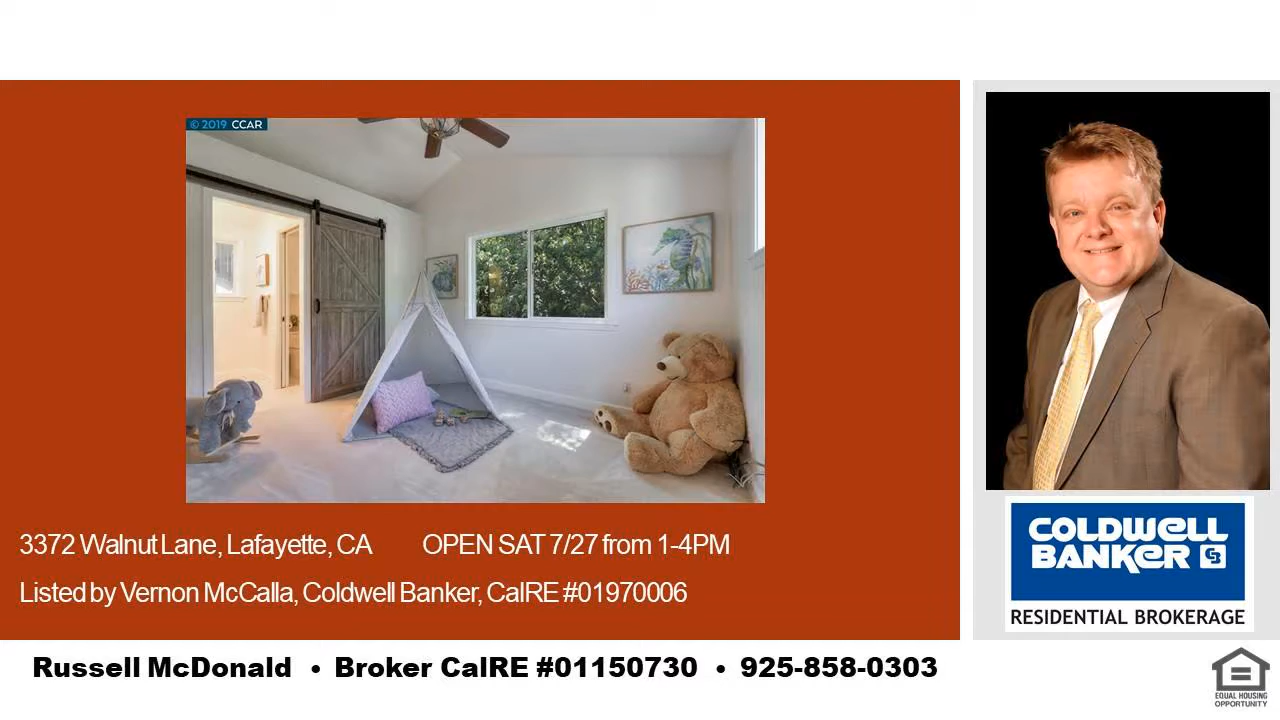 © 2019 CCAR
3372 Walnut Lane, Lafayette, CA OPEN SAT 7/27 from 1-4PM
Listed by Vernon McCalla, Coldwell Banker, CalRE #01970006
COLDWELL
BANKER CB
RESIDENTIAL BROKERAGE
Russell McDonald • Broker CalRE #01150730 • 925-858-0303
EQUAL HOUSING
OPPORTUNITY